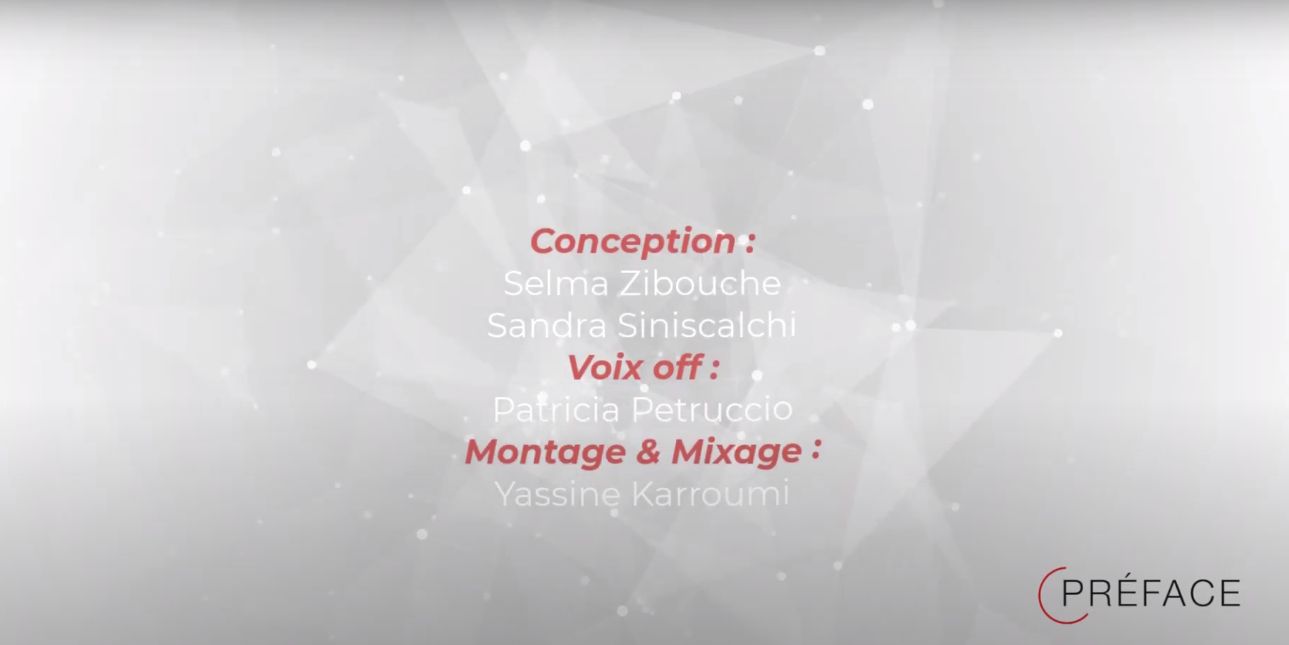 Conception :
Selma Zibouche
Sandra Siniscalchi
Voix off :
Patricia Petruccio
Montage & Mixage :
Yassine Karroumi
PRÉFACE